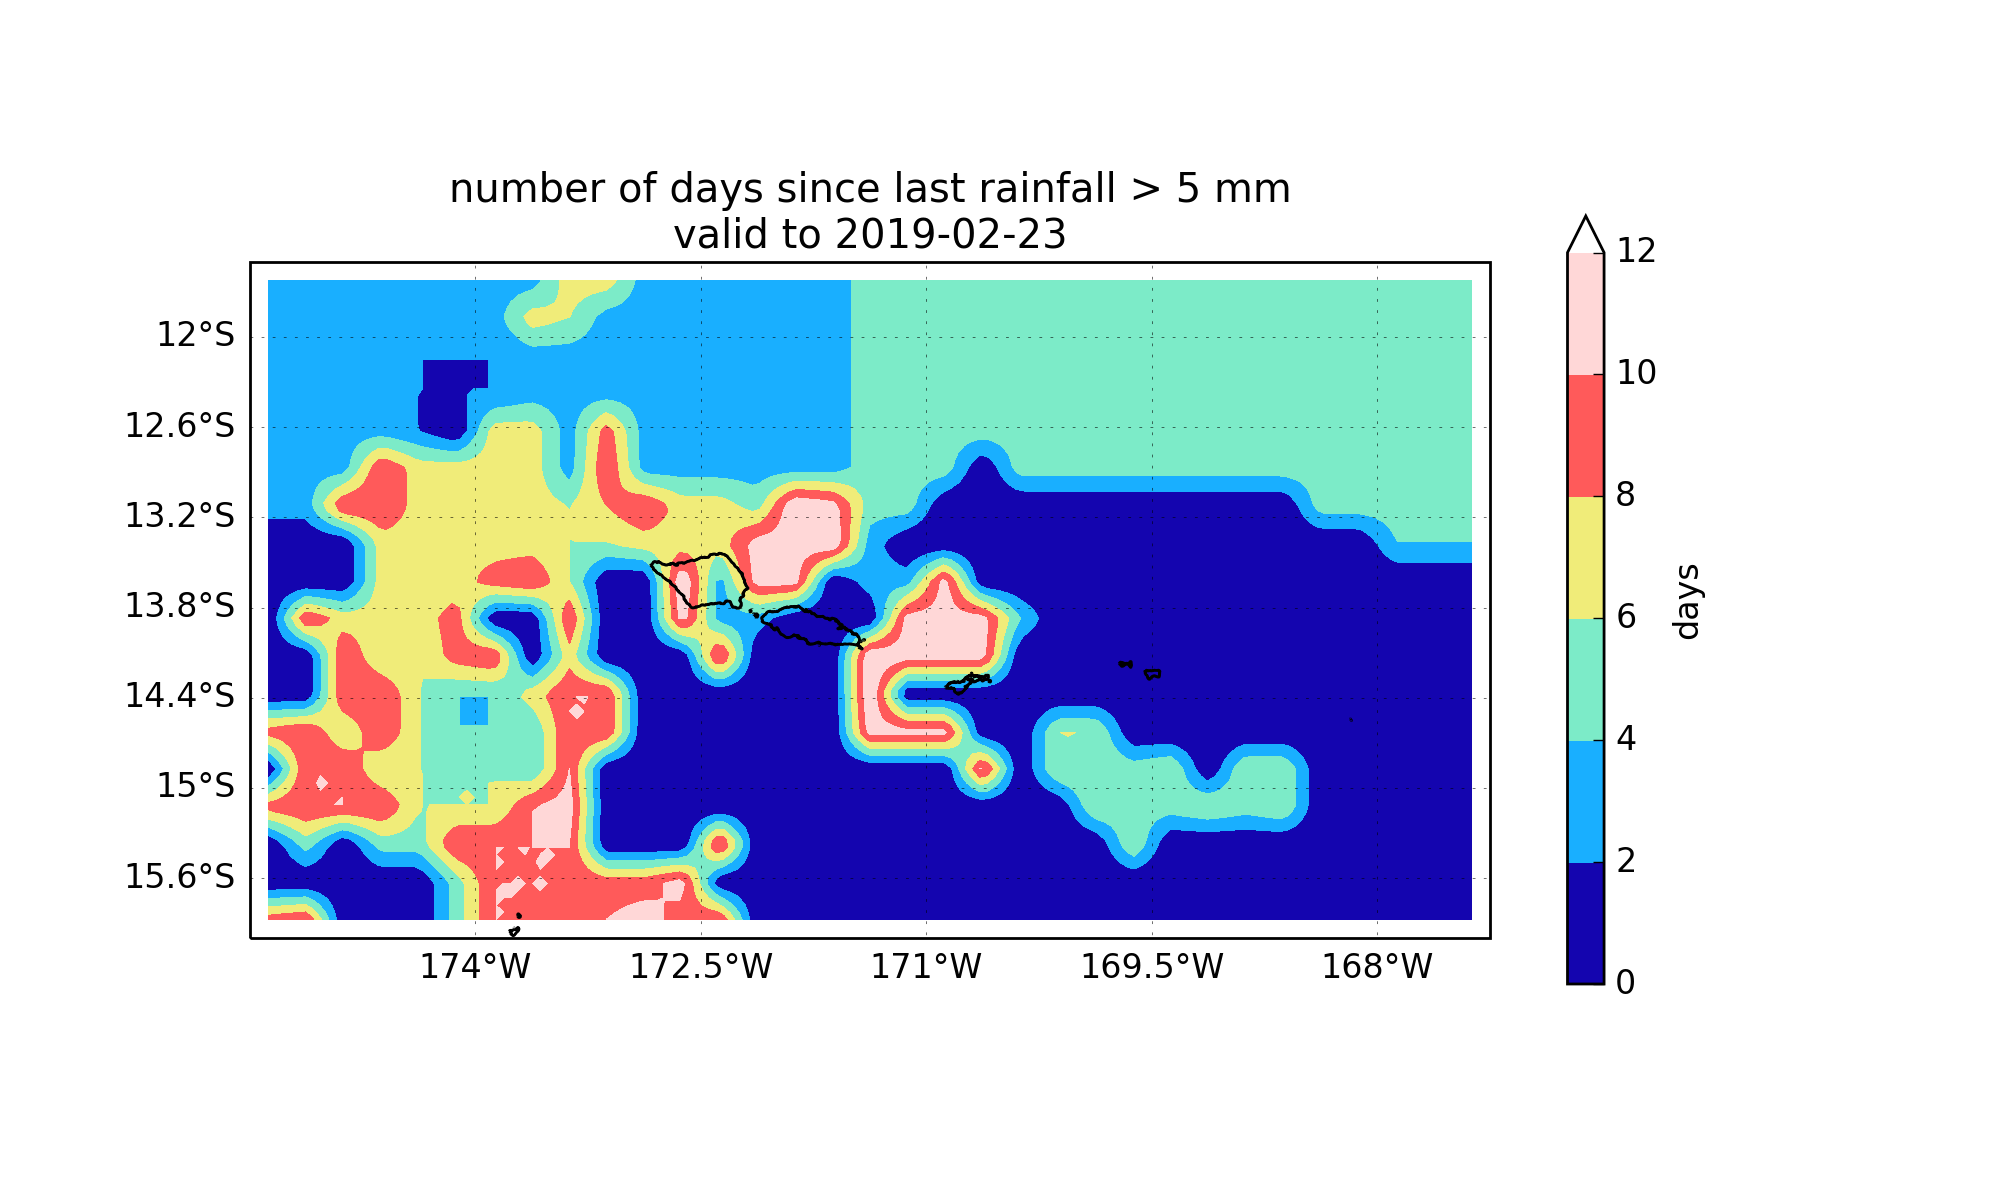 number of days since last rainfall > 5 mm
valid to 2019-02-23
12°S
12.6°S
13.2°S
13.8°S
14.4°S
15°S
15.6°S
174°W
172.5°W
171°W
169.5°W
168°W
12
10
8
6
4
2
0
days